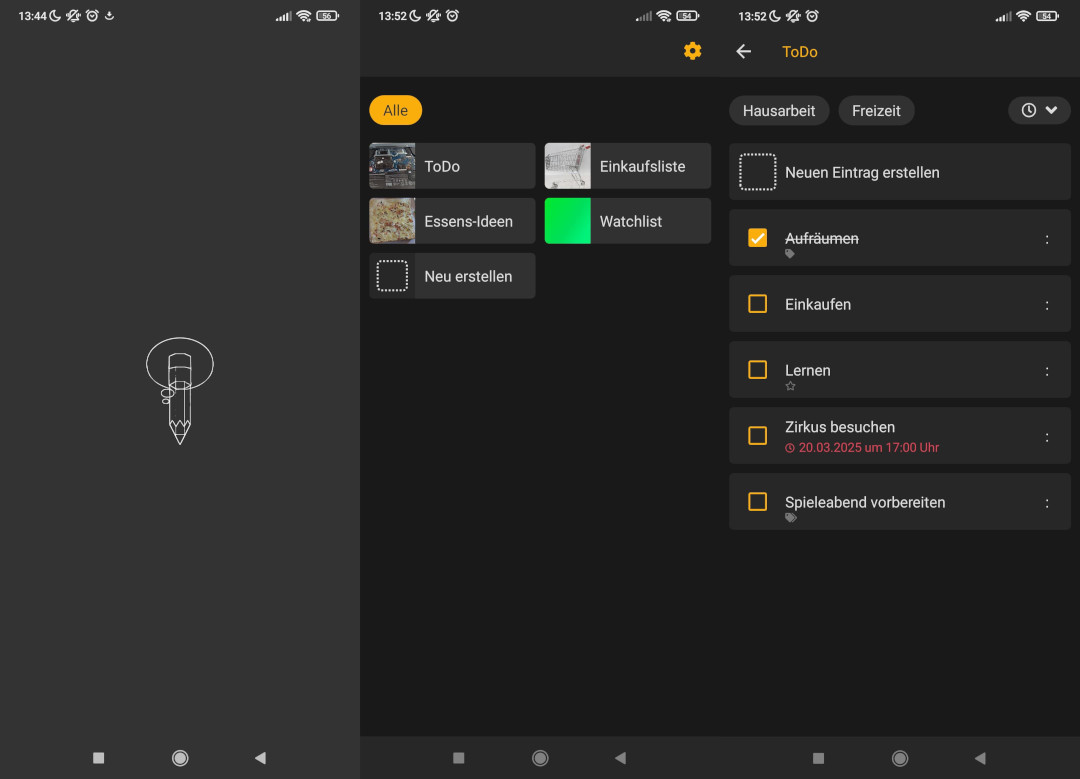 13:44
56
13:52
54
Alle
ToDo
Einkaufsliste
Essens-Ideen
Watchlist
Neu erstellen
13:52
54
ToDo
Hausarbeit
Freizeit
Neuen Eintrag erstellen
Aufräumen
Einkaufen
Lernen
Zirkus besuchen
20.03.2025 um 17:00 Uhr
Spieleabend vorbereiten